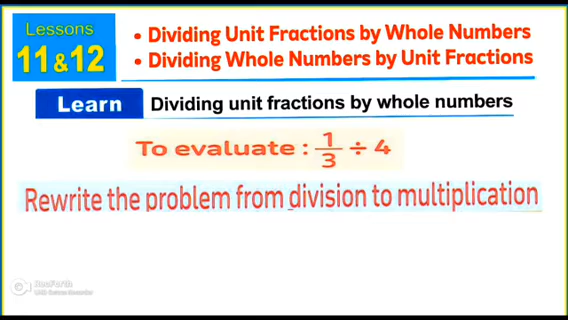 Lessons
11 & 12
• Dividing Unit Fractions by Whole Numbers
• Dividing Whole Numbers by Unit Fractions
Learn Dividing unit fractions by whole numbers
To evaluate : 1/3 ÷ 4
Rewrite the problem from division to multiplication